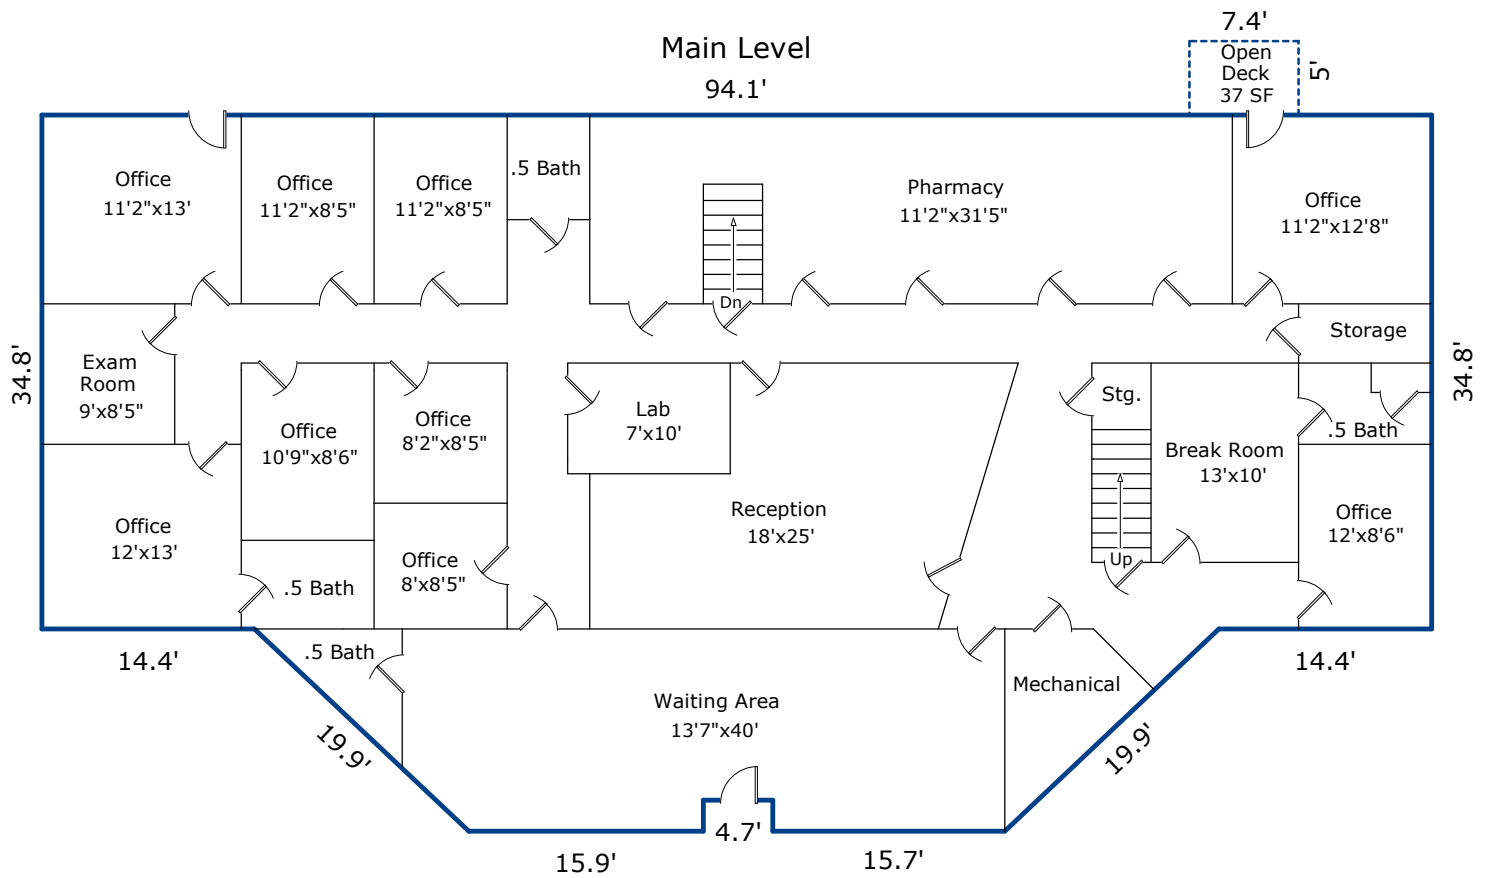 7.4'
Main Level
94.1'
Open
Deck
37 SF
5'
Office
11'2"x13'
Office
11'2"x8'5"
Office
11'2"x8'5"
.5 Bath
Pharmacy
11'2"x31'5"
Office
11'2"x12'8"
Dn
Storage
34.8'
Exam
Room
9'x8'5"
Office
10'9"x8'6"
Office
8'2"x8'5"
Lab
7'x10'
Stg.
Break Room
13'x10'
.5 Bath
34.8'
Office
12'x13'
.5 Bath
Office
8'x8'5"
Reception
18'x25'
Up
Office
12'x8'6"
14.4'
.5 Bath
Waiting Area
13'7"x40'
Mechanical
14.4'
19.9'
19.9'
4.7'
15.9'
15.7'